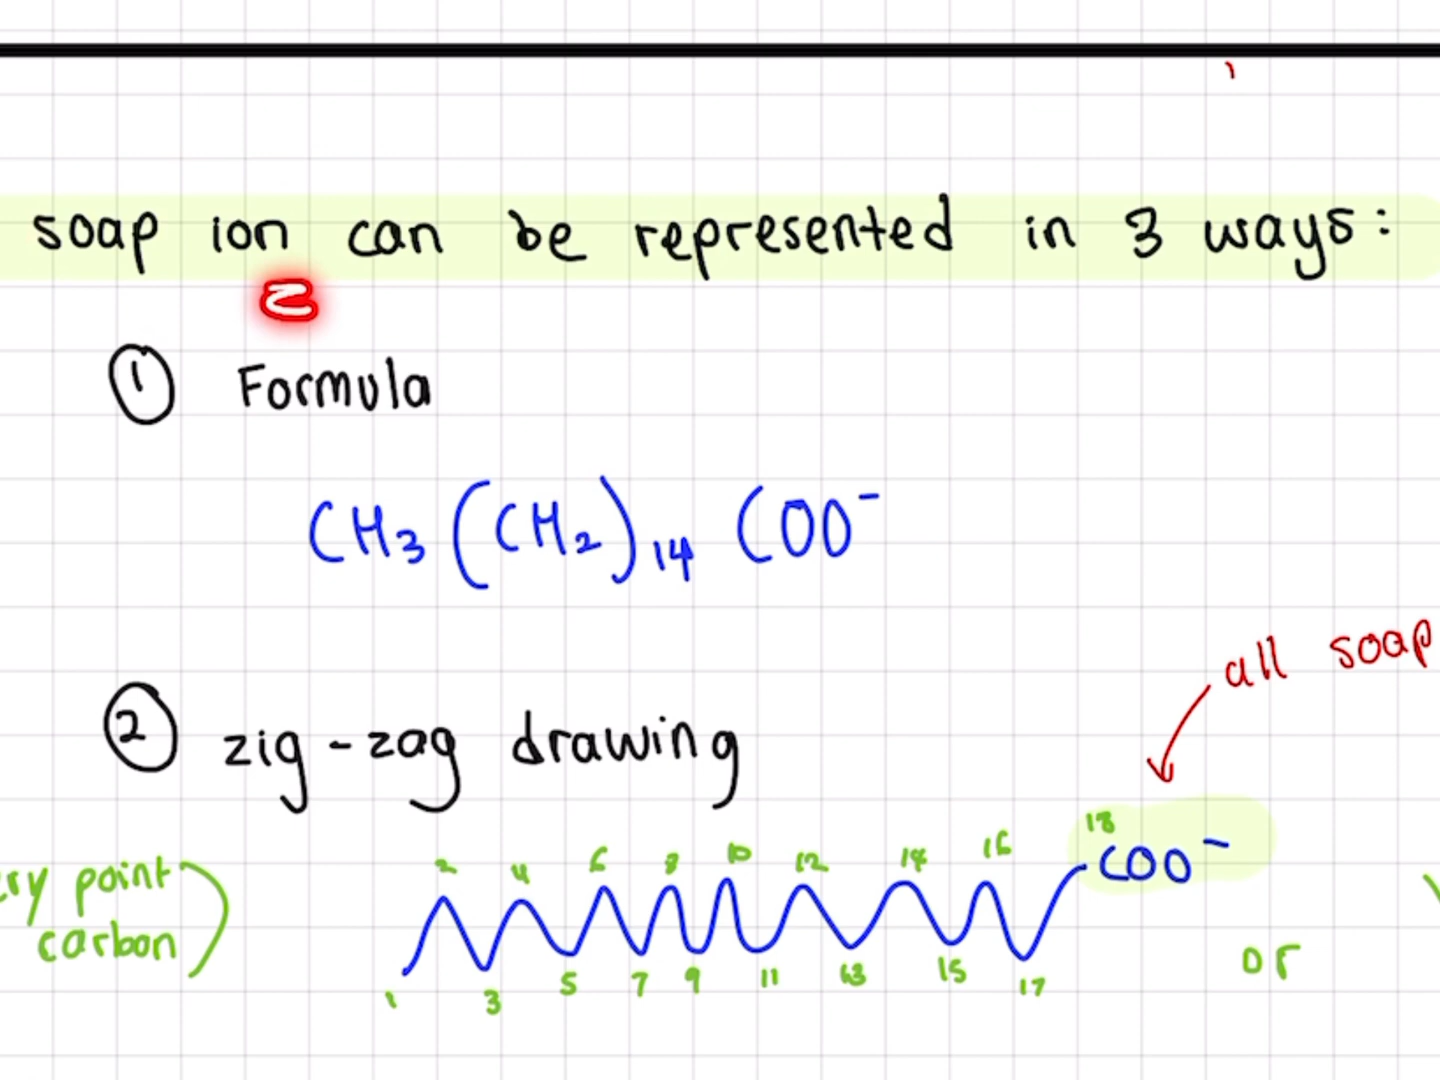 soap ion can be represented in 3 ways:
① Formula
CH₃(CH₂)₁₄COO⁻
all soap
② zig-zag drawing
2 4 6 8 10 12 14 16 18
COO⁻
point
carbon
or
1 3 5 7 9 11 13 15 17